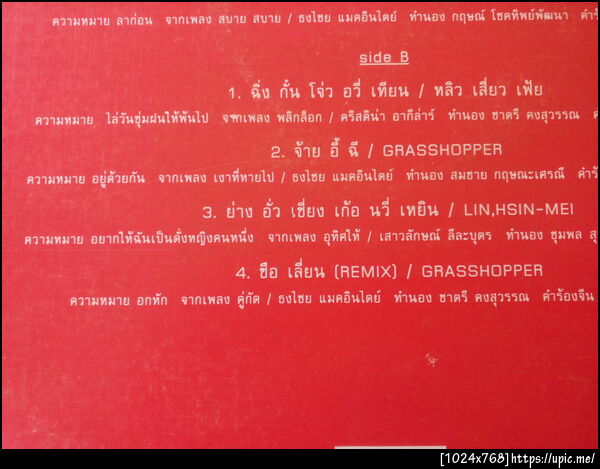 ความหมาย ลาก่อน จากเพลง สบาย สบาย / ธงไชย แมคอินไตย์ ทำนอง กฤษณ์ โชคทิพย์พัฒนา
side B
1. ฉิ่ง กั๋น โจ่ว อวี่ เทียน / หลิว เสี่ยว เฟ้ย
ความหมาย ไล่วันชุ่มฝนให้พ้นไป จากเพลง พลิกล็อก / คริสติน่า อากีล่าร์ ทำนอง ชาตรี คงสุวรรณ
2. จ้าย อี้ ฉี / GRASSHOPPER
ความหมาย อยู่ด้วยกัน จากเพลง เงาที่หายไป / ธงไชย แมคอินไตย์ ทำนอง สมชาย กฤษณะเศรณี
3. ย่าง อั่ว เชี่ยง เก้อ นวี่ เหยิน / LIN,HSIN-MEI
ความหมาย อยากให้ฉันเป็นดั่งหญิงคนหนึ่ง จากเพลง อุทิศให้ / เสาวลักษณ์ ลีละบุตร ทำนอง ชุมพล
4. ซือ เลี่ยน (REMIX) / GRASSHOPPER
ความหมาย อกหัก จากเพลง คู่กัด / ธงไชย แมคอินไตย์ ทำนอง ชาตรี คงสุวรรณ คำร้องจีน
[1024x768]https://upic.me/